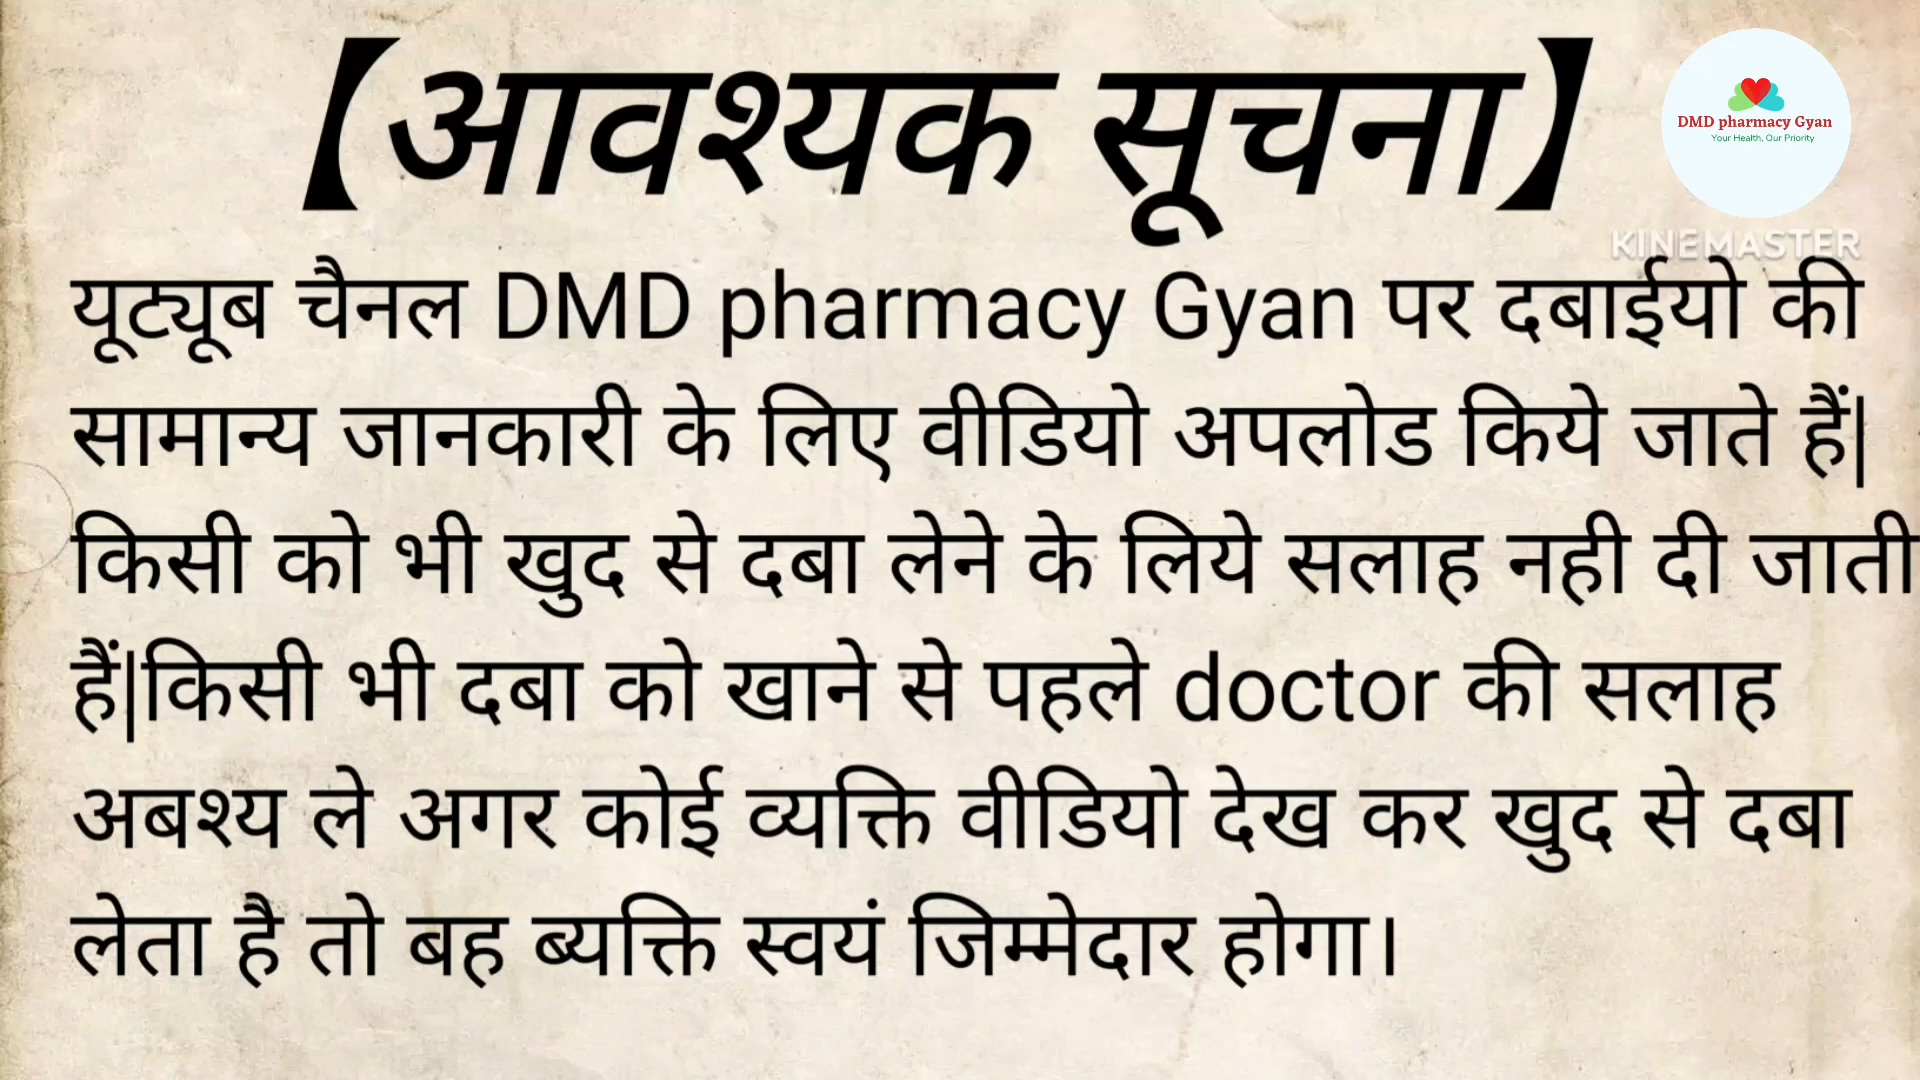 【आवश्यक सूचना】
DMD pharmacy Gyan
Your Health, Our Priority
KINEMASTER
यूट्यूब चैनल DMD pharmacy Gyan पर दबाईयो की
सामान्य जानकारी के लिए वीडियो अपलोड किये जाते हैं|
किसी को भी खुद से दबा लेने के लिये सलाह नही दी जाती
हैं|किसी भी दबा को खाने से पहले doctor की सलाह
अबश्य ले अगर कोई व्यक्ति वीडियो देख कर खुद से दबा
लेता है तो बह ब्यक्ति स्वयं जिम्मेदार होगा।